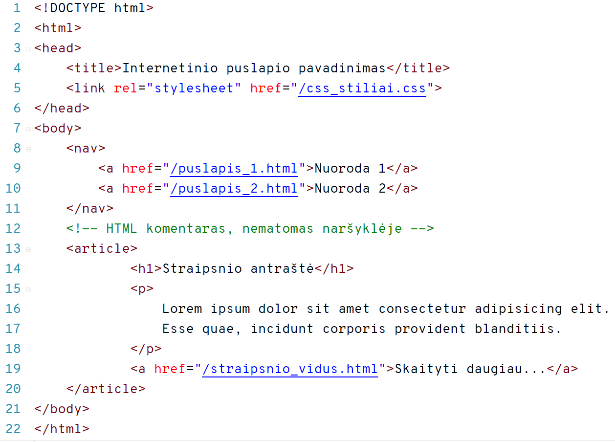 1 <!DOCTYPE html>
2 <html>
3 <head>
4 <title>Internetinio puslapio pavadinimas</title>
5 <link rel="stylesheet" href="/css_stiliai.css">
6 </head>
7 <body>
8 <nav>
9 <a href="/puslapis_1.html">Nuoroda 1</a>
10 <a href="/puslapis_2.html">Nuoroda 2</a>
11 </nav>
12 <!-- HTML komentaras, nematomas naršyklėje -->
13 <article>
14 <h1>Straipsnio antraštė</h1>
15 <p>
16 Lorem ipsum dolor sit amet consectetur adipisicing elit.
17 Esse quae, incidunt corporis provident blanditiis.
18 </p>
19 <a href="/straipsnio_vidus.html">Skaityti daugiau...</a>
20 </article>
21 </body>
22 </html>